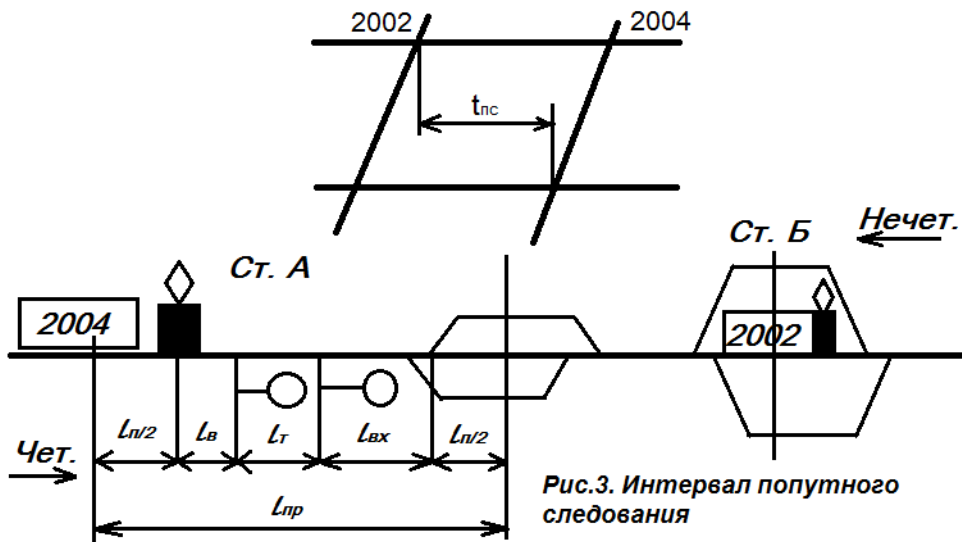 2002 2004
tпс
Ст. А
Ст. Б
Нечет.
2004
2002
Lп/2 Lв Lт Lвх Lп/2
Чет.
Lпр
Рис.3. Интервал попутного
следования